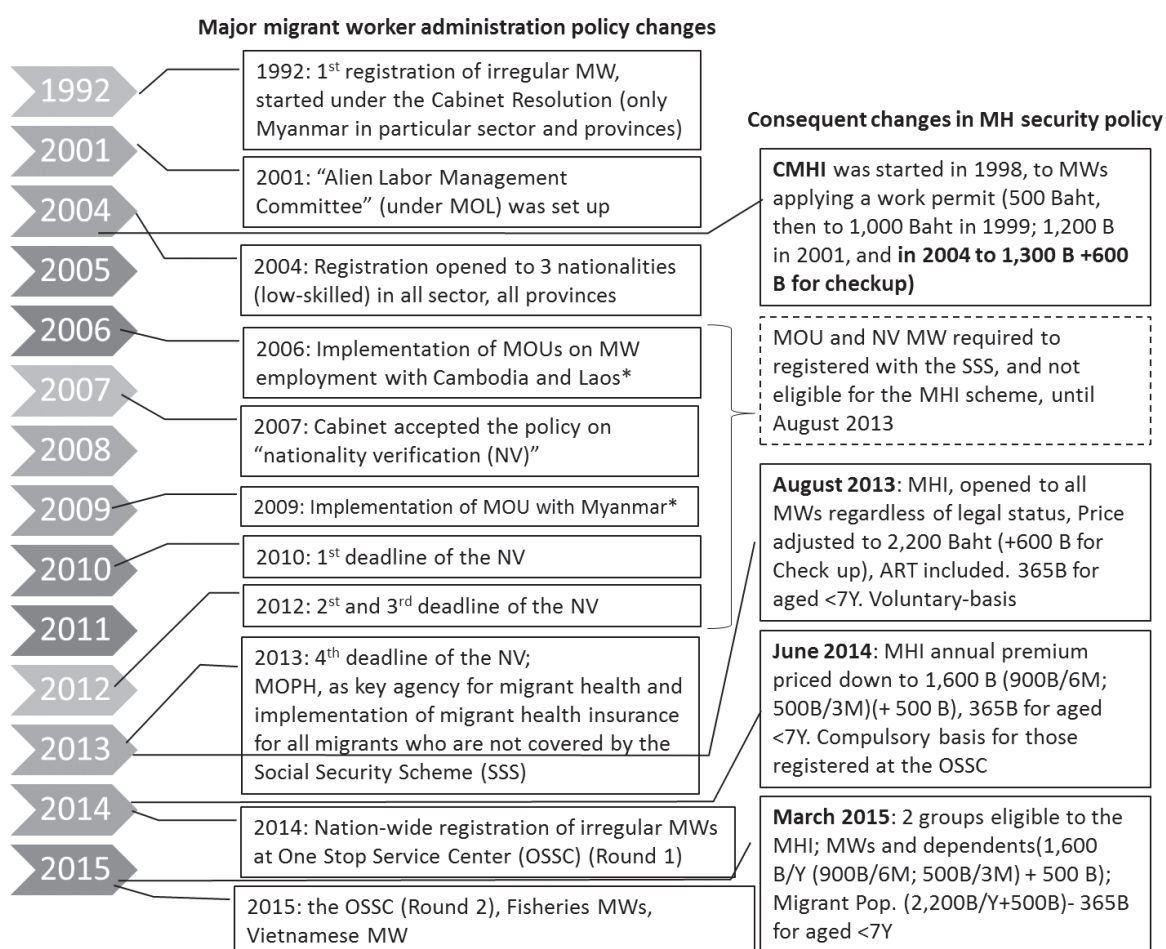 Major migrant worker administration policy changes
1992
2001
2004
2005
2006
2007
2008
2009
2010
2011
2012
2013
2014
2015
1992: 1st registration of irregular MW,
started under the Cabinet Resolution (only
Myanmar in particular sector and provinces)
2001: “Alien Labor Management
Committee” (under MOL) was set up
2004: Registration opened to 3 nationalities
(low-skilled) in all sector, all provinces
2006: Implementation of MOUs on MW
employment with Cambodia and Laos*
2007: Cabinet accepted the policy on
“nationality verification (NV)”
2009: Implementation of MOU with Myanmar*
2010: 1st deadline of the NV
2012: 2st and 3rd deadline of the NV
2013: 4th deadline of the NV;
MOPH, as key agency for migrant health and
implementation of migrant health insurance
for all migrants who are not covered by the
Social Security Scheme (SSS)
2014: Nation-wide registration of irregular MWs
at One Stop Service Center (OSSC) (Round 1)
2015: the OSSC (Round 2), Fisheries MWs,
Vietnamese MW
Consequent changes in MH security policy
CMHI was started in 1998, to MWs
applying a work permit (500 Baht,
then to 1,000 Baht in 1999; 1,200 B
in 2001, and in 2004 to 1,300 B +600
B for checkup)
MOU and NV MW required to
registered with the SSS, and not
eligible for the MHI scheme, until
August 2013
August 2013: MHI, opened to all
MWs regardless of legal status, Price
adjusted to 2,200 Baht (+600 B for
Check up), ART included. 365B for
aged <7Y. Voluntary-basis
June 2014: MHI annual premium
priced down to 1,600 B (900B/6M;
500B/3M)(+ 500 B), 365B for aged
<7Y. Compulsory basis for those
registered at the OSSC
March 2015: 2 groups eligible to the
MHI; MWs and dependents(1,600
B/Y (900B/6M; 500B/3M) + 500 B);
Migrant Pop. (2,200B/Y+500B)- 365B
for aged <7Y